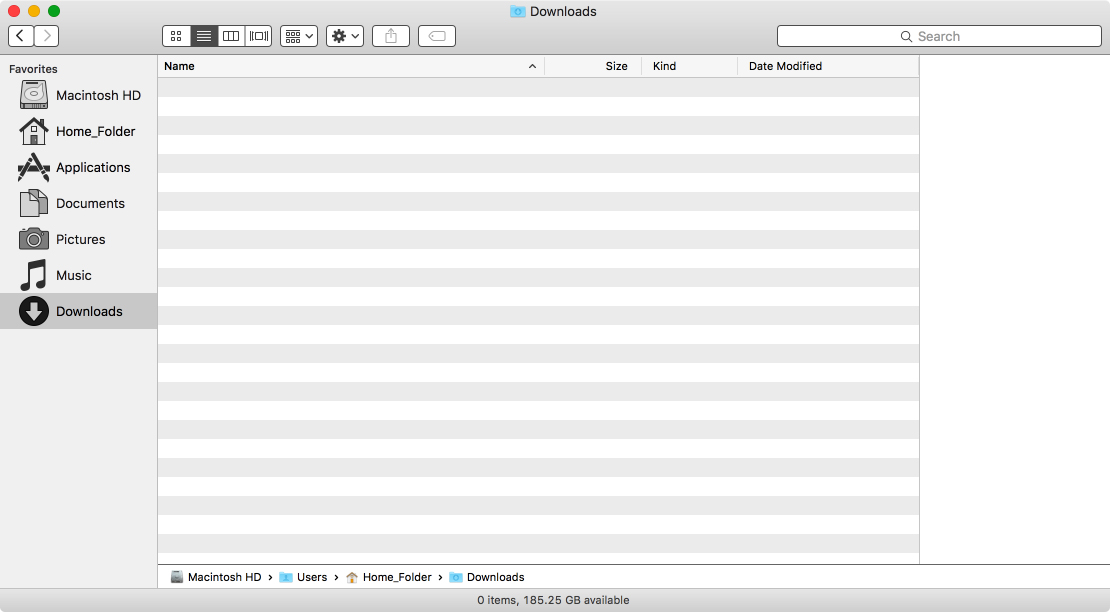 Downloads
Search
Favorites
Macintosh HD
Home_Folder
Applications
Documents
Pictures
Music
Downloads
Name Size Kind Date Modified
Macintosh HD › Users › Home_Folder › Downloads
0 items, 185.25 GB available